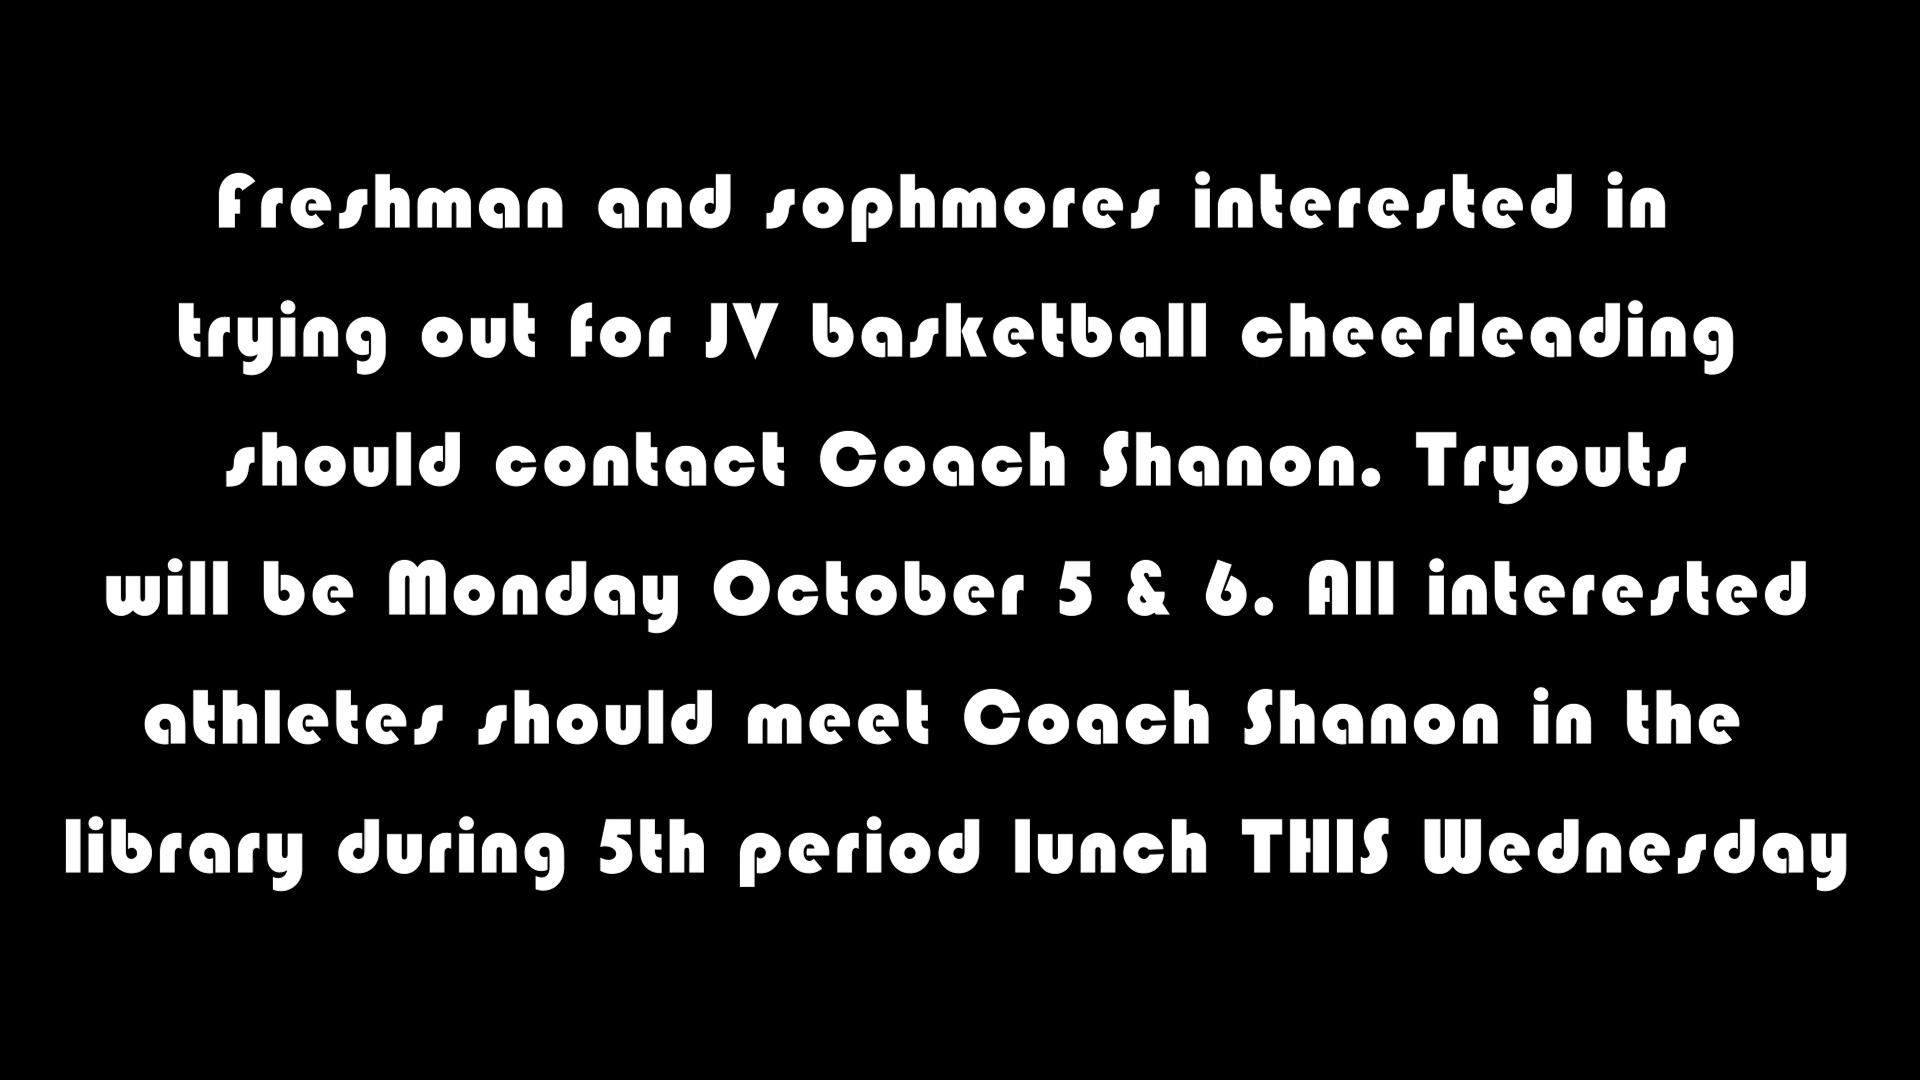 Freshman and sophmores interested in
trying out for JV basketball cheerleading
should contact Coach Shanon. Tryouts
will be Monday October 5 & 6. All interested
athletes should meet Coach Shanon in the
library during 5th period lunch THIS Wednesday